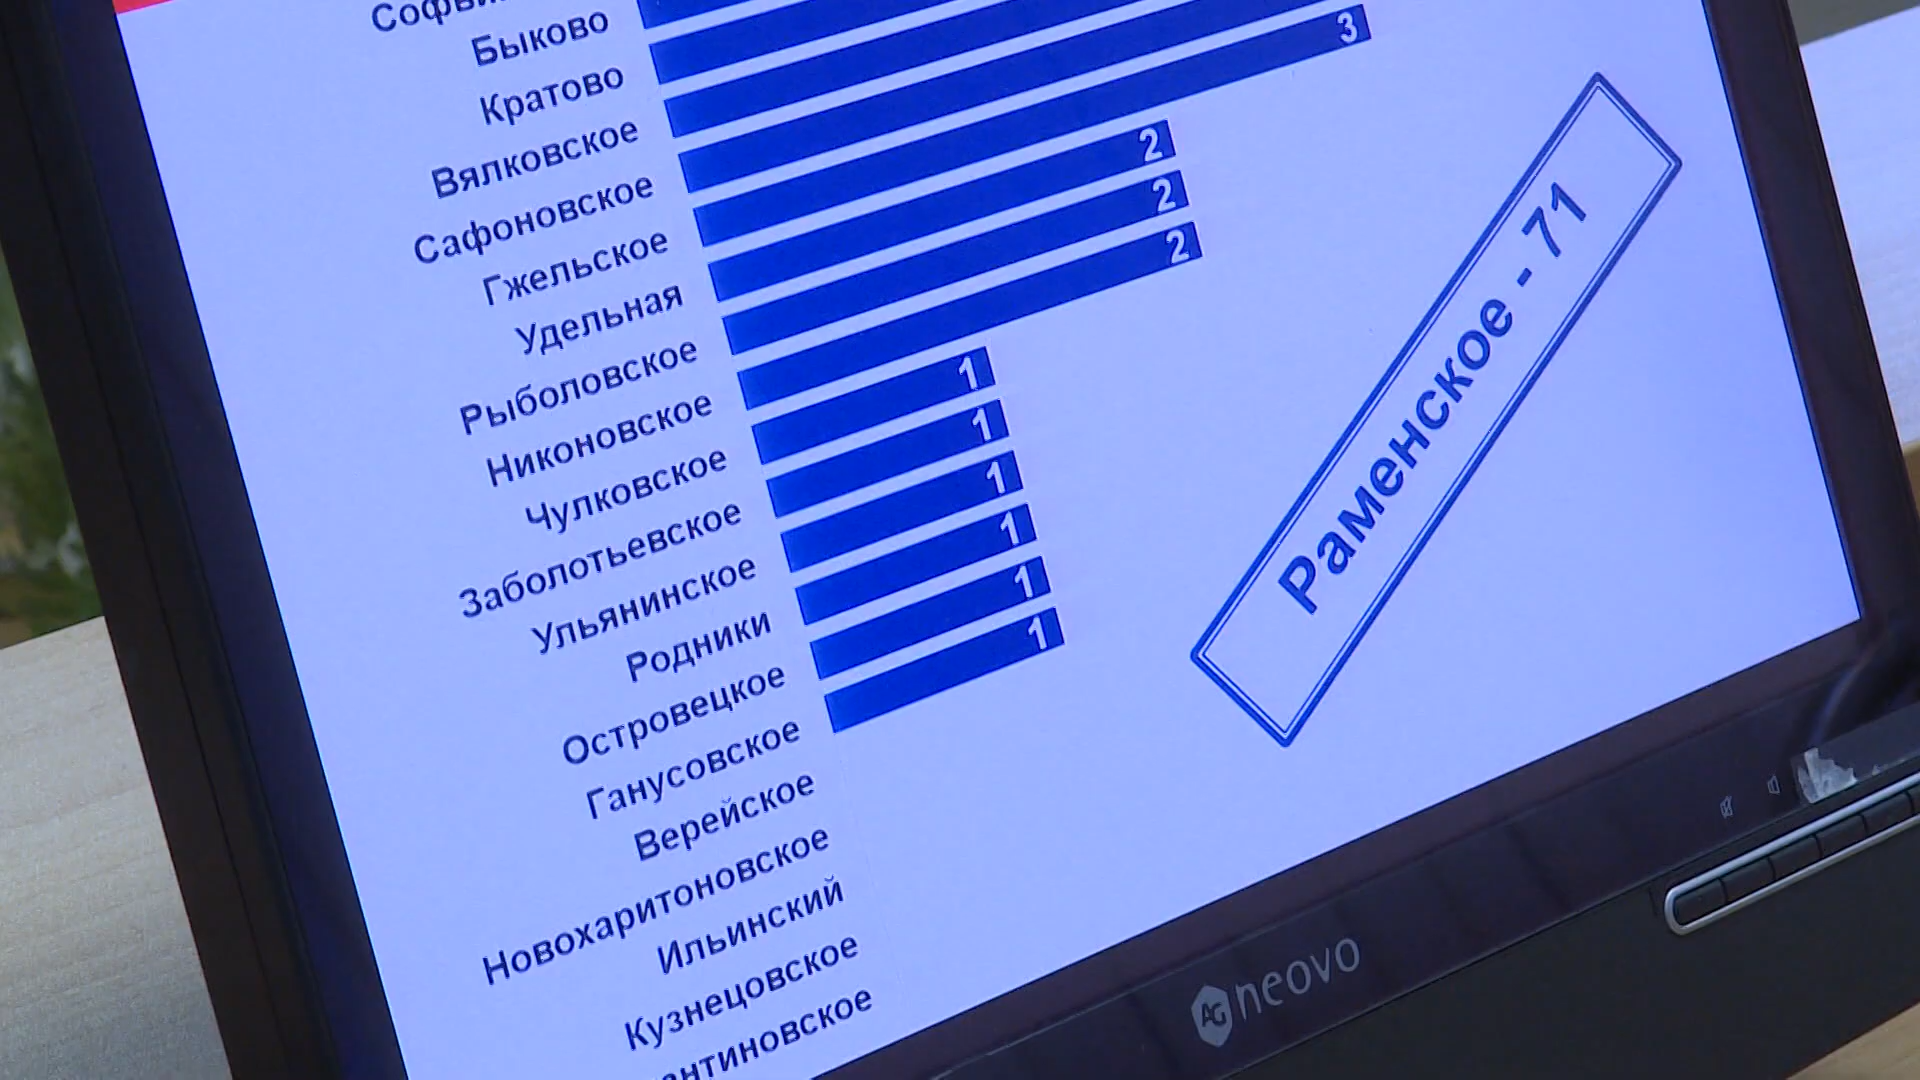 Быково
Кратово
Вялковское
Сафоновское
Гжельское
Удельная
Рыболовское
Никоновское
Чулковское
Заболотьевское
Ульянинское
Родники
Островецкое
Ганусовское
Верейское
Новохаритоновское
Ильинский
Кузнецовское
3
2
2
2
1
1
1
1
1
1
Раменское - 71
AG neovo